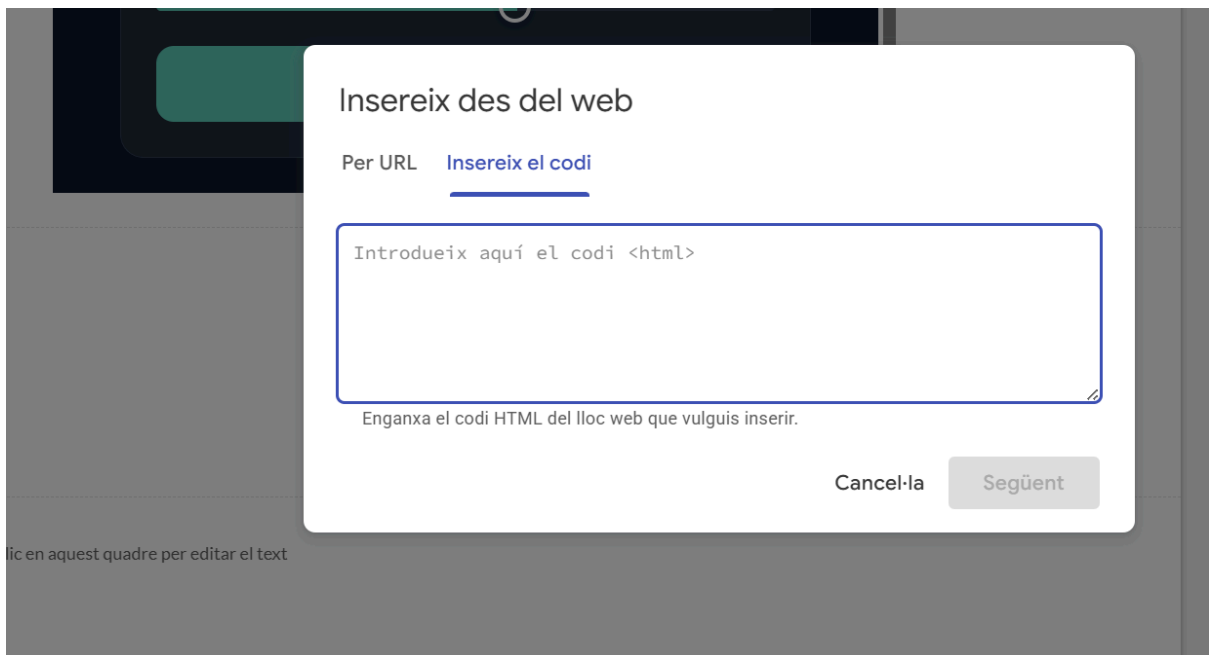 Insereix des del web
Per URL Insereix el codi
Introdueix aquí el codi <html>
Enganxa el codi HTML del lloc web que vulguis inserir.
Cancel·la Següent
en aquest quadre per editar el text